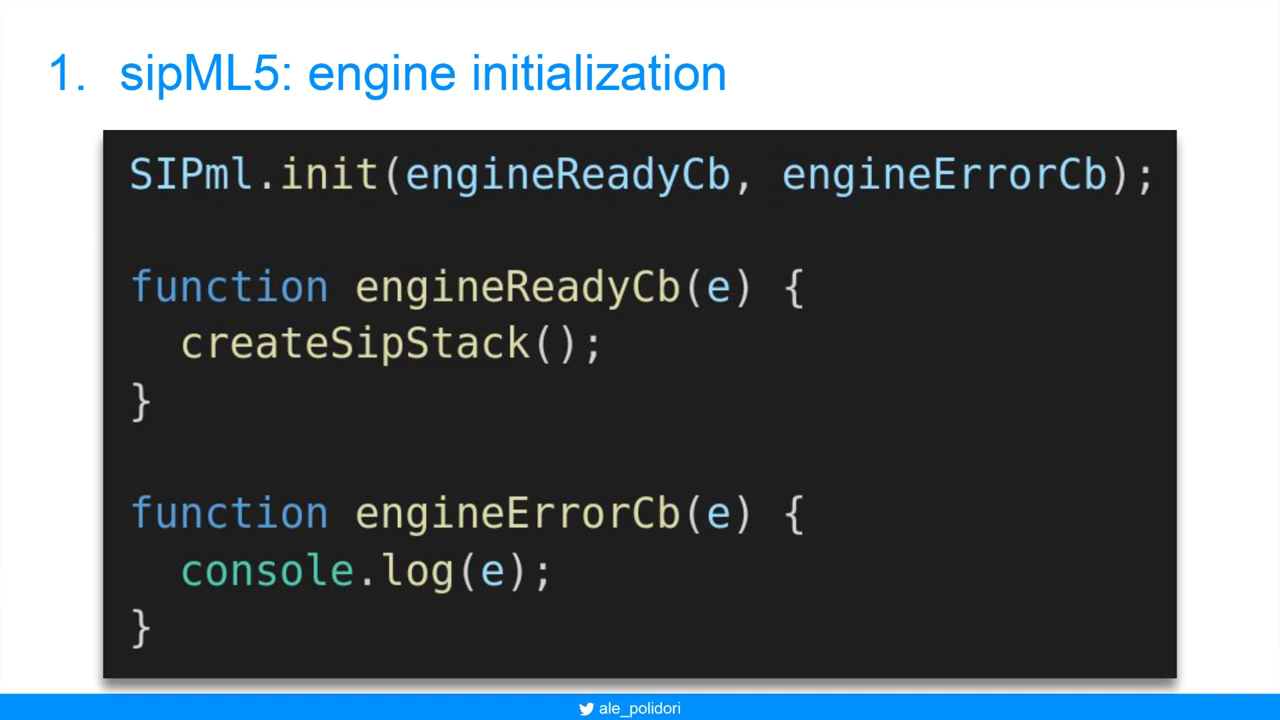 1. sipML5: engine initialization
SIPml.init(engineReadyCb, engineErrorCb);
function engineReadyCb(e) {
  createSipStack();
}
function engineErrorCb(e) {
  console.log(e);
}
ale_polidori